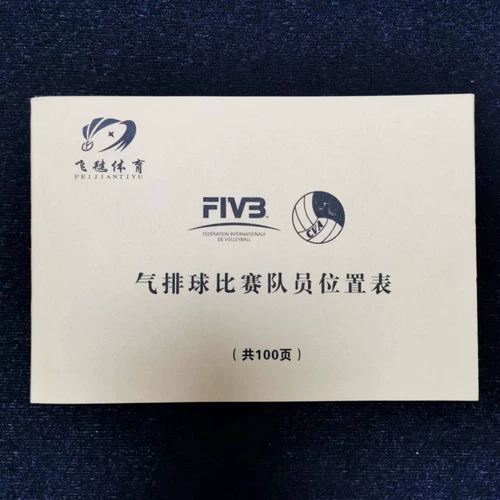 飞毽体育
FEIJIANTIYU
FIVB
FEDERATION INTERNATIONALE
DE VOLLEYBALL
CVA
气排球比赛队员位置表
（共100页）